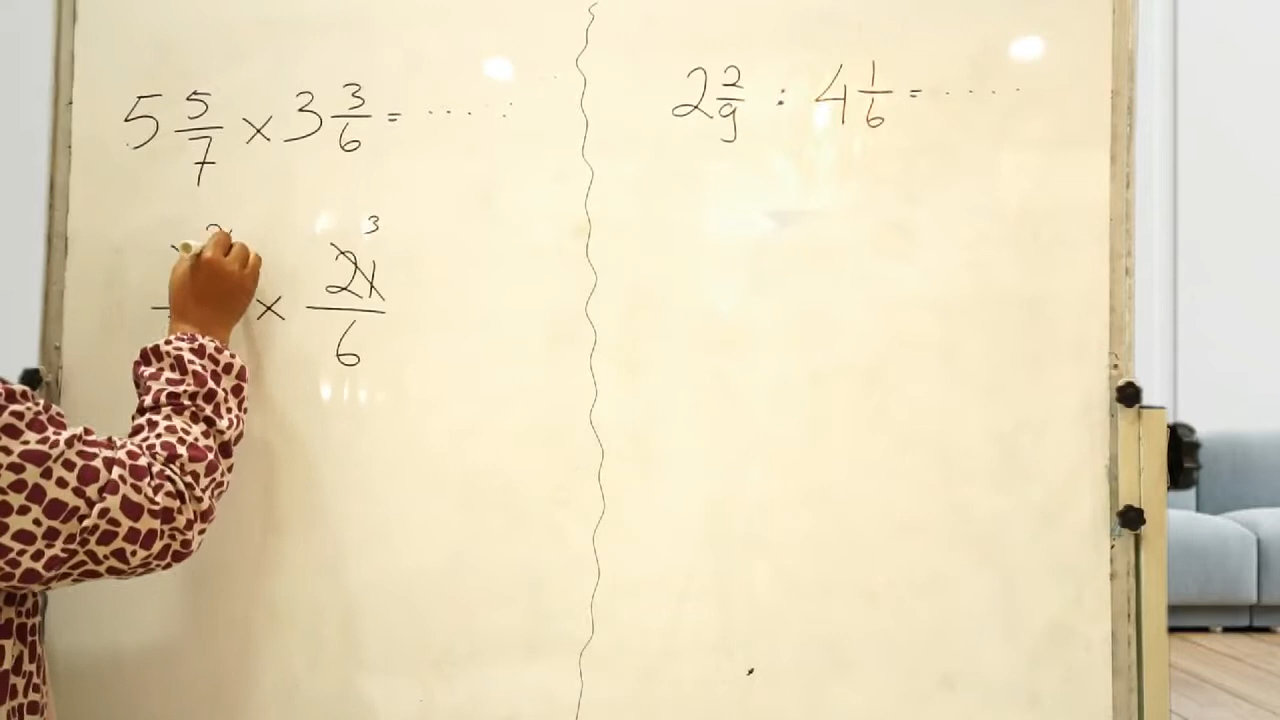 5 5/7 × 3 3/6 = ......
3
× 21/6
2 2/9 : 4 1/6 = .....